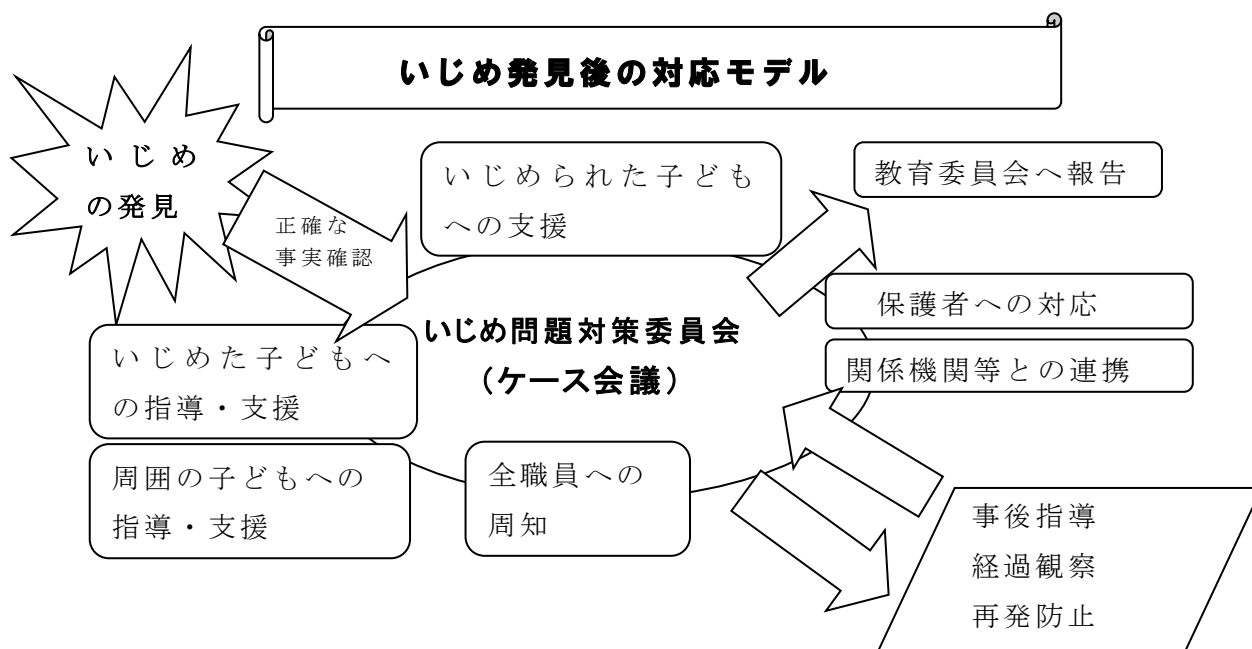 いじめ発見後の対応モデル
いじめ
の発見
正確な
事実確認
いじめられた子ども
への支援
教育委員会へ報告
保護者への対応
関係機関等との連携
いじめ問題対策委員会
（ケース会議）
いじめた子どもへ
の指導・支援
周囲の子どもへの
指導・支援
全職員への
周知
事後指導
経過観察
再発防止